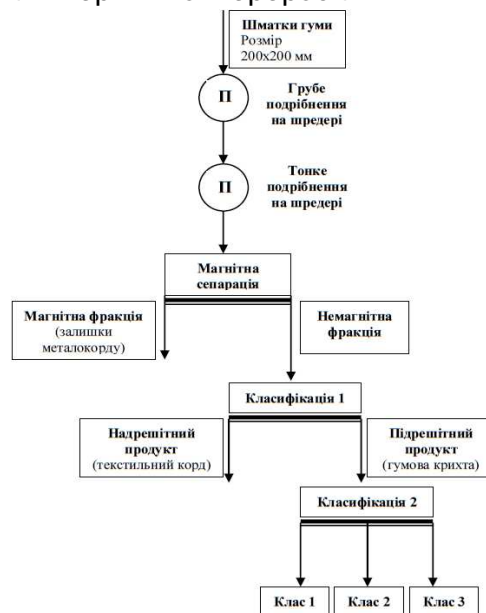 Шматки гуми
Розмір
200х200 мм
П
Грубе
подрібнення
на шредері
П
Тонке
подрібнення
на шредері
Магнітна
сепарація
Магнітна фракція
(залишки
металокорду)
Немагнітна
фракція
Класифікація 1
Надрешітний
продукт
(текстильний корд)
Підрешітний
продукт
(гумова крихта)
Класифікація 2
Клас 1
Клас 2
Клас 3